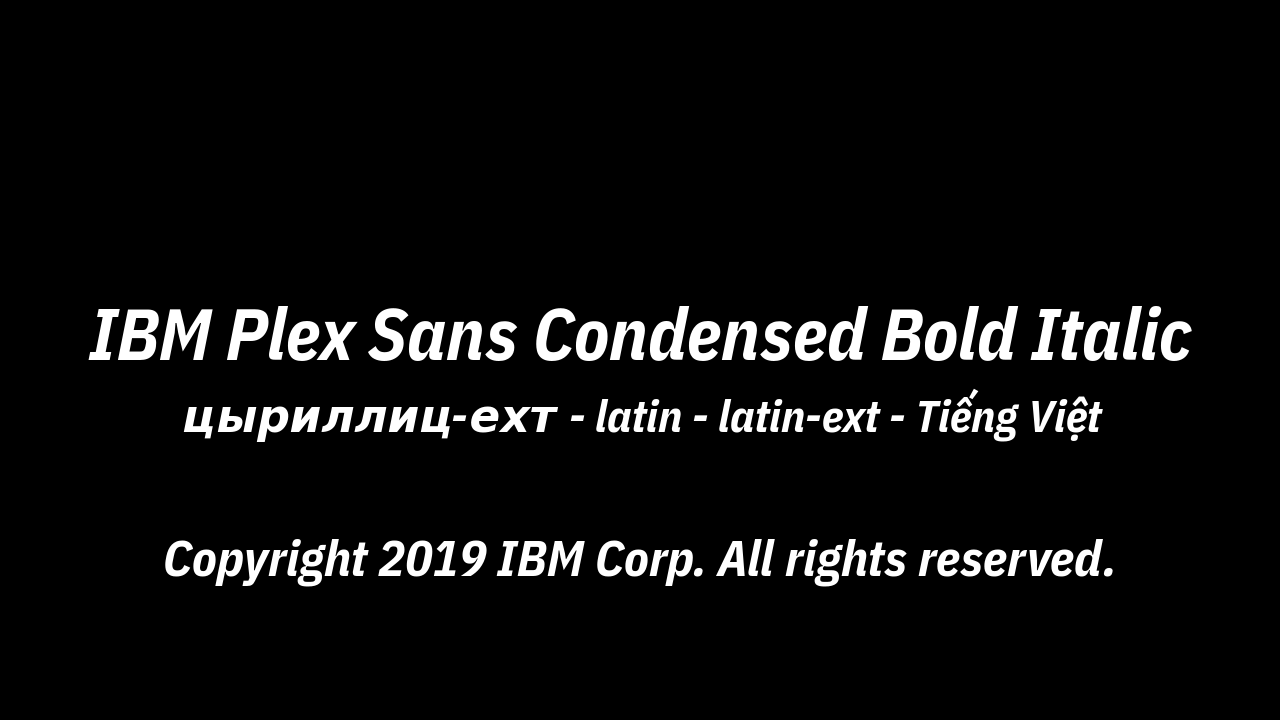 IBM Plex Sans Condensed Bold Italic
цыриллиц-ехт - latin - latin-ext - Tiếng Việt
Copyright 2019 IBM Corp. All rights reserved.